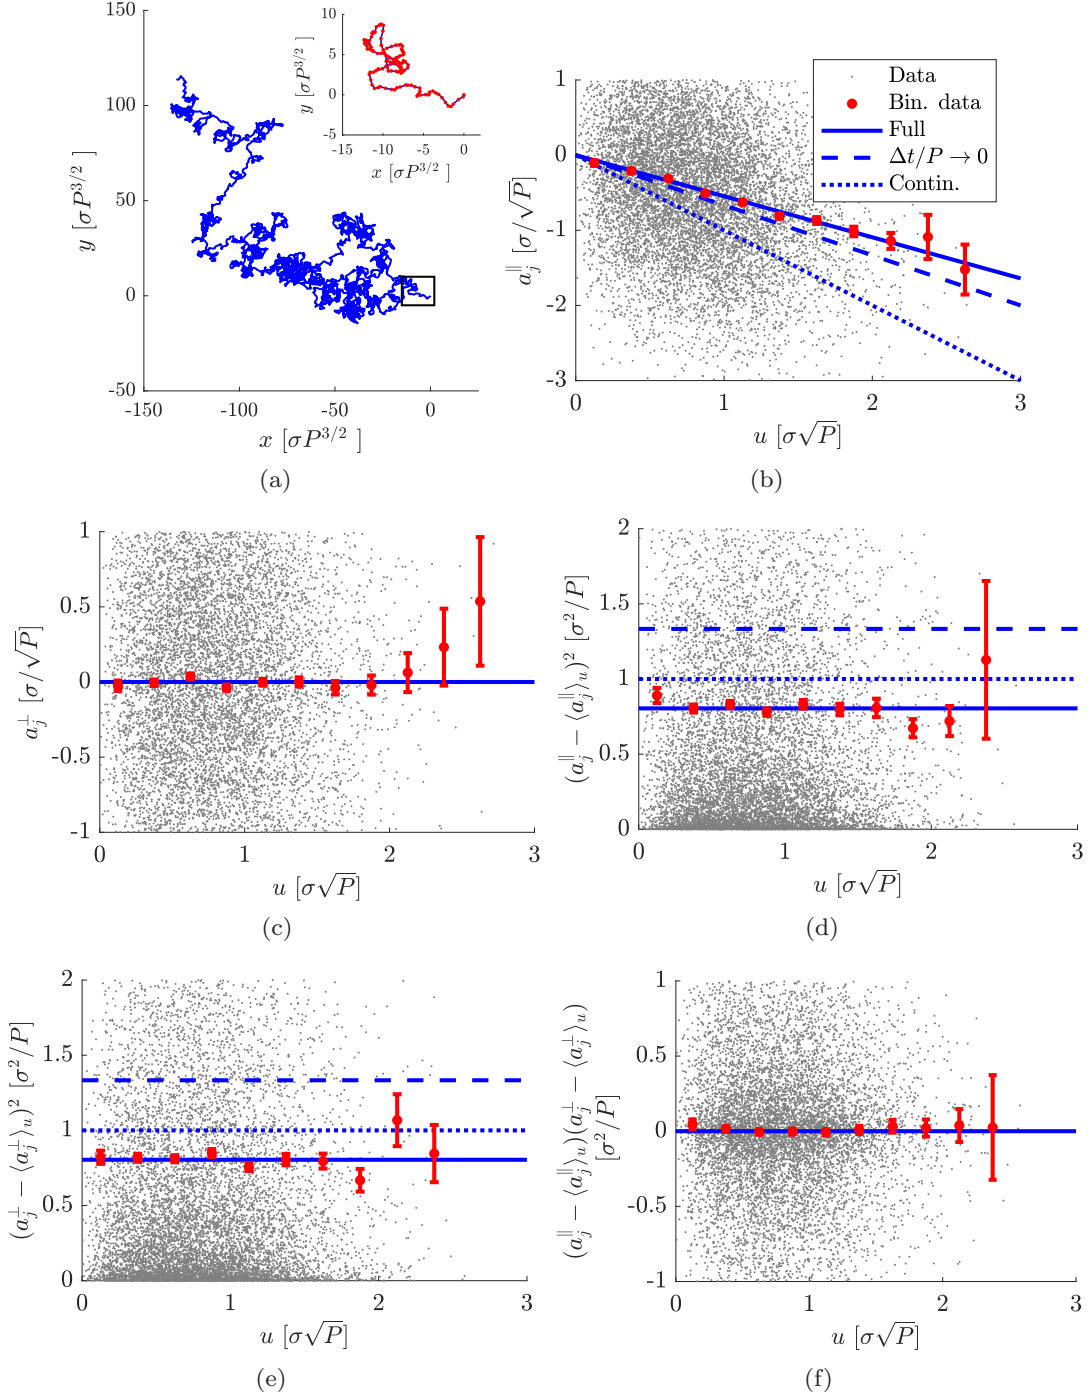 150
100
50
0
-50
-150
-100
-50
0
y [σP^{3/2} ]
x [σP^{3/2} ]
10
5
0
-5
-15
-10
-5
0
y [σP^{3/2} ]
x [σP^{3/2} ]
(a)
1
0
-1
-2
-3
0
1
2
3
a_j^∥ [σ/√P]
u [σ√P]
Data
Bin. data
Full
Δt/P → 0
Contin.
(b)
1
0.5
0
-0.5
-1
0
1
2
3
a_j^⊥ [σ/√P]
u [σ√P]
(c)
2
1.5
1
0.5
0
0
1
2
3
(a_j^∥ − ⟨a_j^∥⟩_u)^2 [σ^2/P]
u [σ√P]
(d)
2
1.5
1
0.5
0
0
1
2
3
(a_j^⊥ − ⟨a_j^⊥⟩_u)^2 [σ^2/P]
u [σ√P]
(e)
1
0.5
0
-0.5
-1
0
1
2
3
(a_j^∥ − ⟨a_j^∥⟩_u)(a_j^⊥ − ⟨a_j^⊥⟩_u)
[σ^2/P]
u [σ√P]
(f)